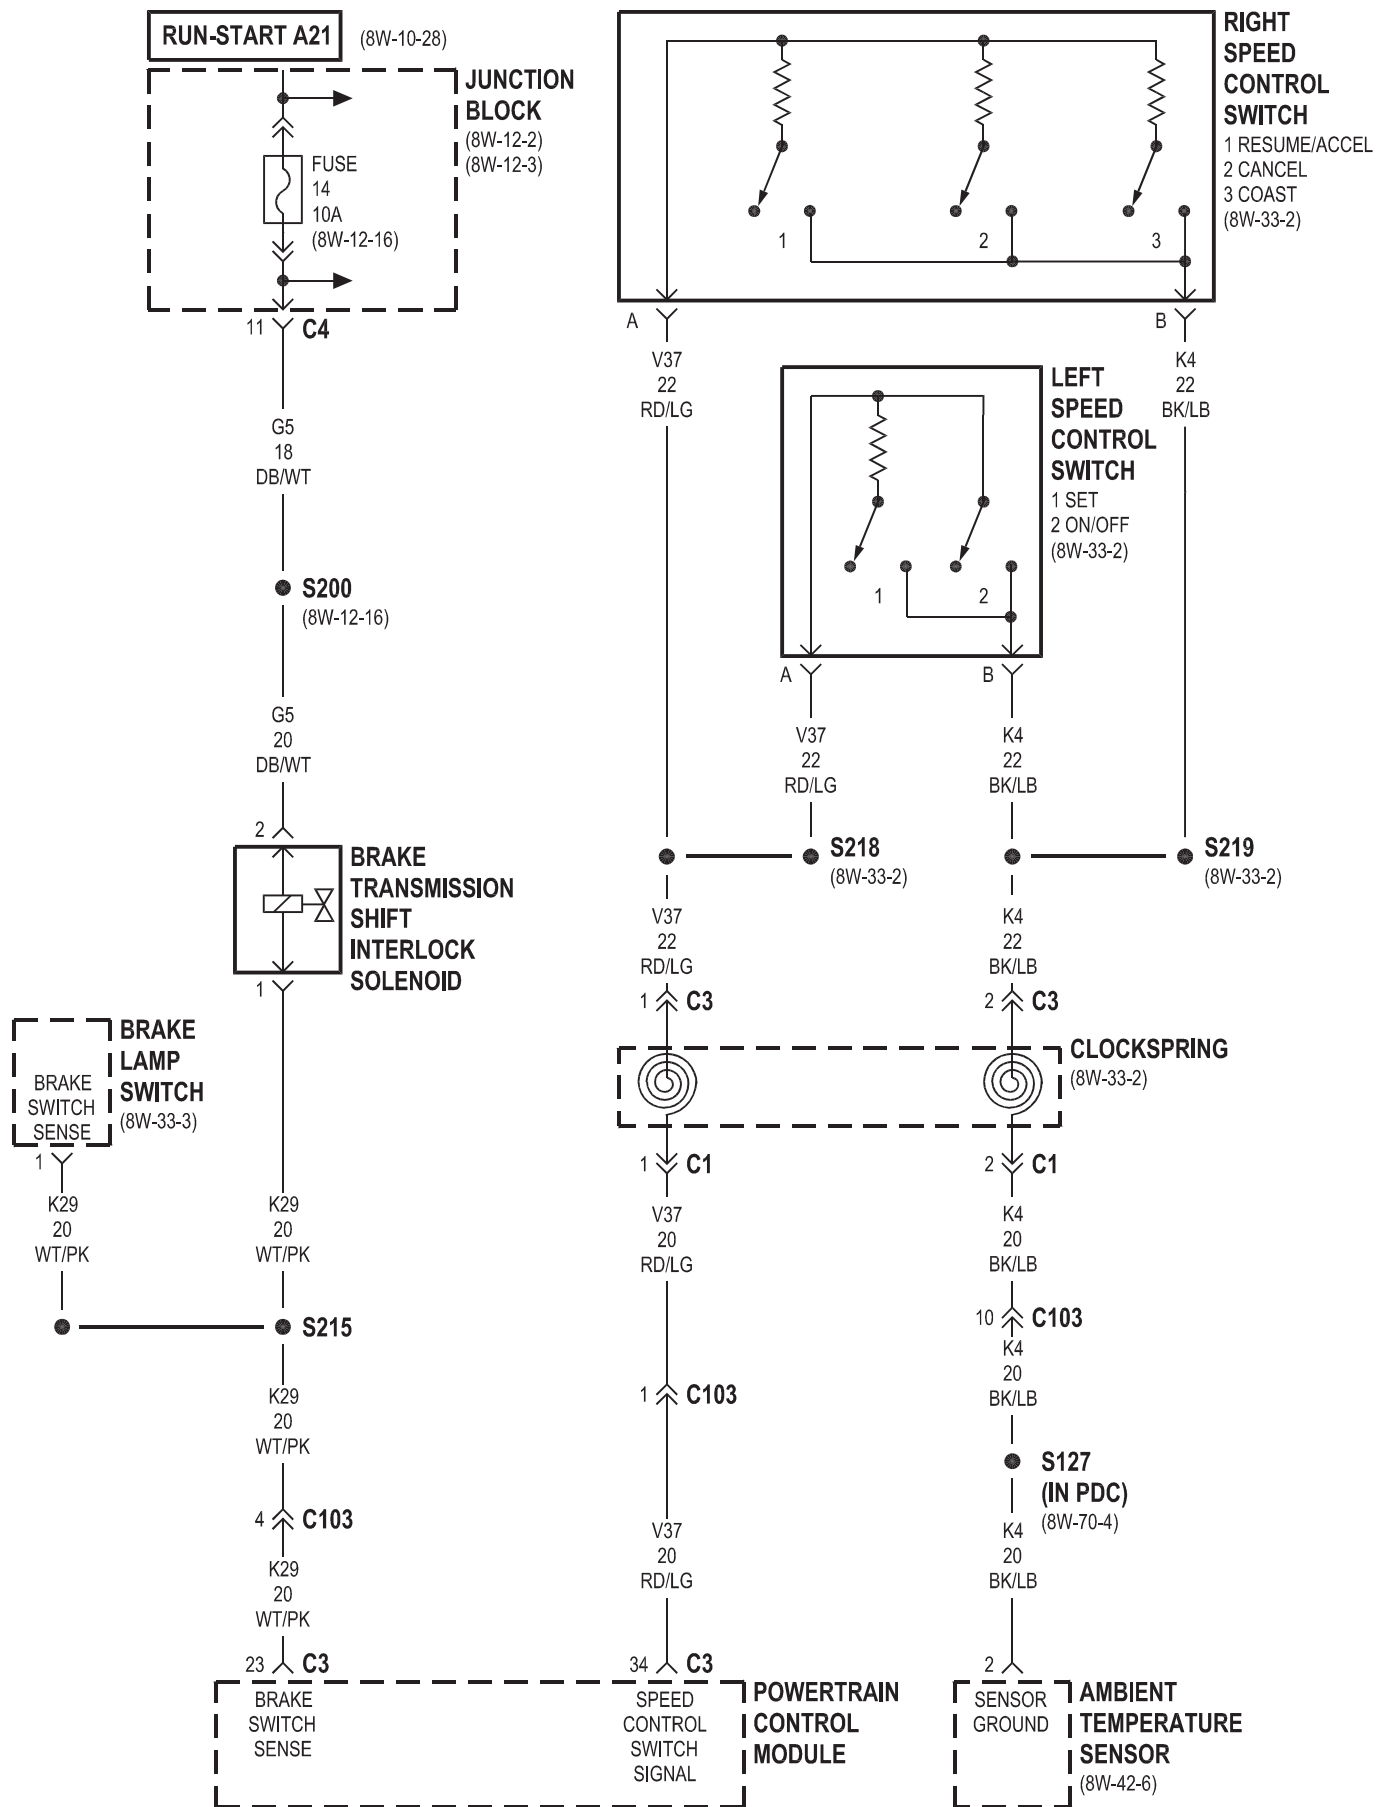 RUN-START A21
(8W-10-28)
JUNCTION
BLOCK
(8W-12-2)
(8W-12-3)
FUSE
14
10A
(8W-12-16)
11
C4
G5
18
DB/WT
S200
(8W-12-16)
G5
20
DB/WT
2
BRAKE
TRANSMISSION
SHIFT
INTERLOCK
SOLENOID
1
BRAKE
LAMP
SWITCH
(8W-33-3)
BRAKE
SWITCH
SENSE
1
K29
20
WT/PK
K29
20
WT/PK
S215
K29
20
WT/PK
4
C103
K29
20
WT/PK
23
C3
BRAKE
SWITCH
SENSE
RIGHT
SPEED
CONTROL
SWITCH
1 RESUME/ACCEL
2 CANCEL
3 COAST
(8W-33-2)
1
2
3
A
B
V37
22
RD/LG
K4
22
BK/LB
LEFT
SPEED
CONTROL
SWITCH
1 SET
2 ON/OFF
(8W-33-2)
1
2
A
B
V37
22
RD/LG
K4
22
BK/LB
S218
(8W-33-2)
S219
(8W-33-2)
V37
22
RD/LG
K4
22
BK/LB
1
C3
2
C3
CLOCKSPRING
(8W-33-2)
1
C1
2
C1
V37
20
RD/LG
K4
20
BK/LB
10
C103
K4
20
BK/LB
1
C103
S127
(IN PDC)
(8W-70-4)
V37
20
RD/LG
K4
20
BK/LB
34
C3
2
SPEED
CONTROL
SWITCH
SIGNAL
POWERTRAIN
CONTROL
MODULE
SENSOR
GROUND
AMBIENT
TEMPERATURE
SENSOR
(8W-42-6)